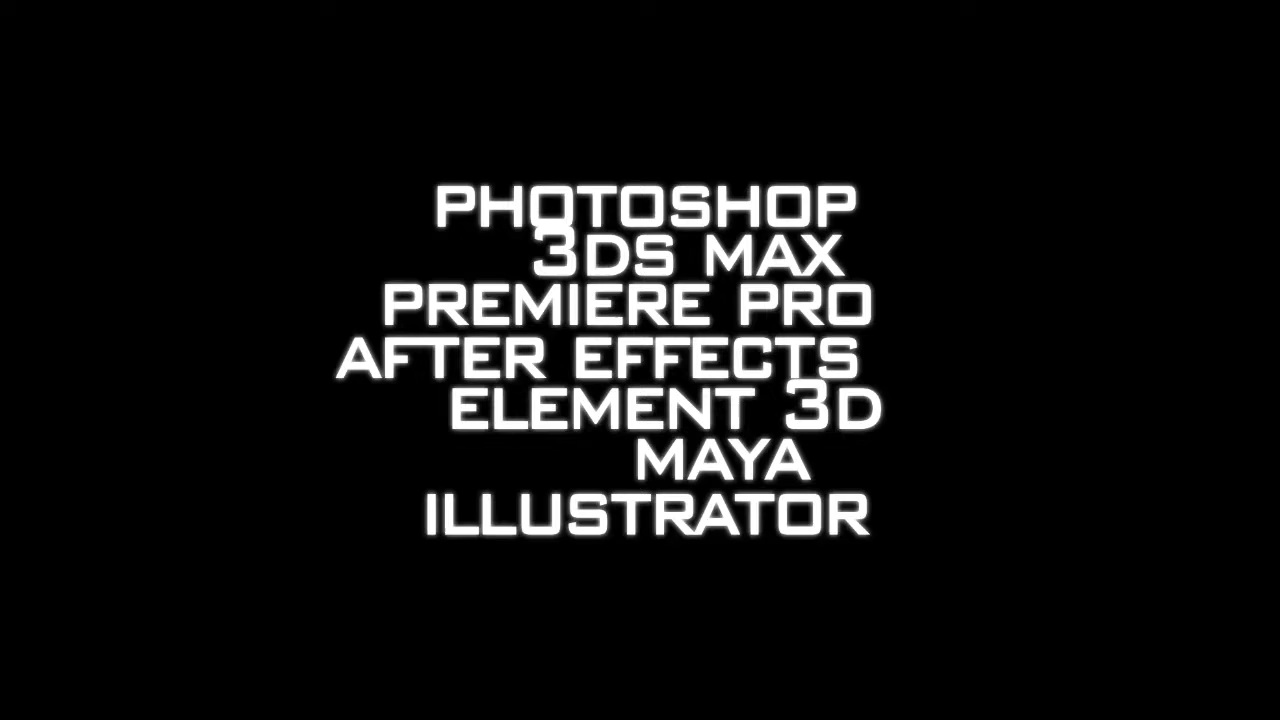 PHOTOSHOP
3DS MAX
PREMIERE PRO
AFTER EFFECTS
ELEMENT 3D
MAYA
ILLUSTRATOR